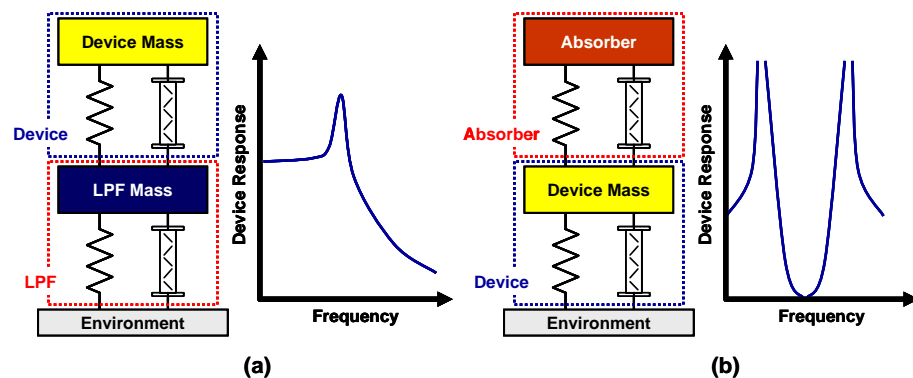 Device Mass
Device
LPF Mass
LPF
Environment
Device Response
Frequency
(a)
Absorber
Absorber
Device Mass
Device
Environment
Device Response
Frequency
(b)